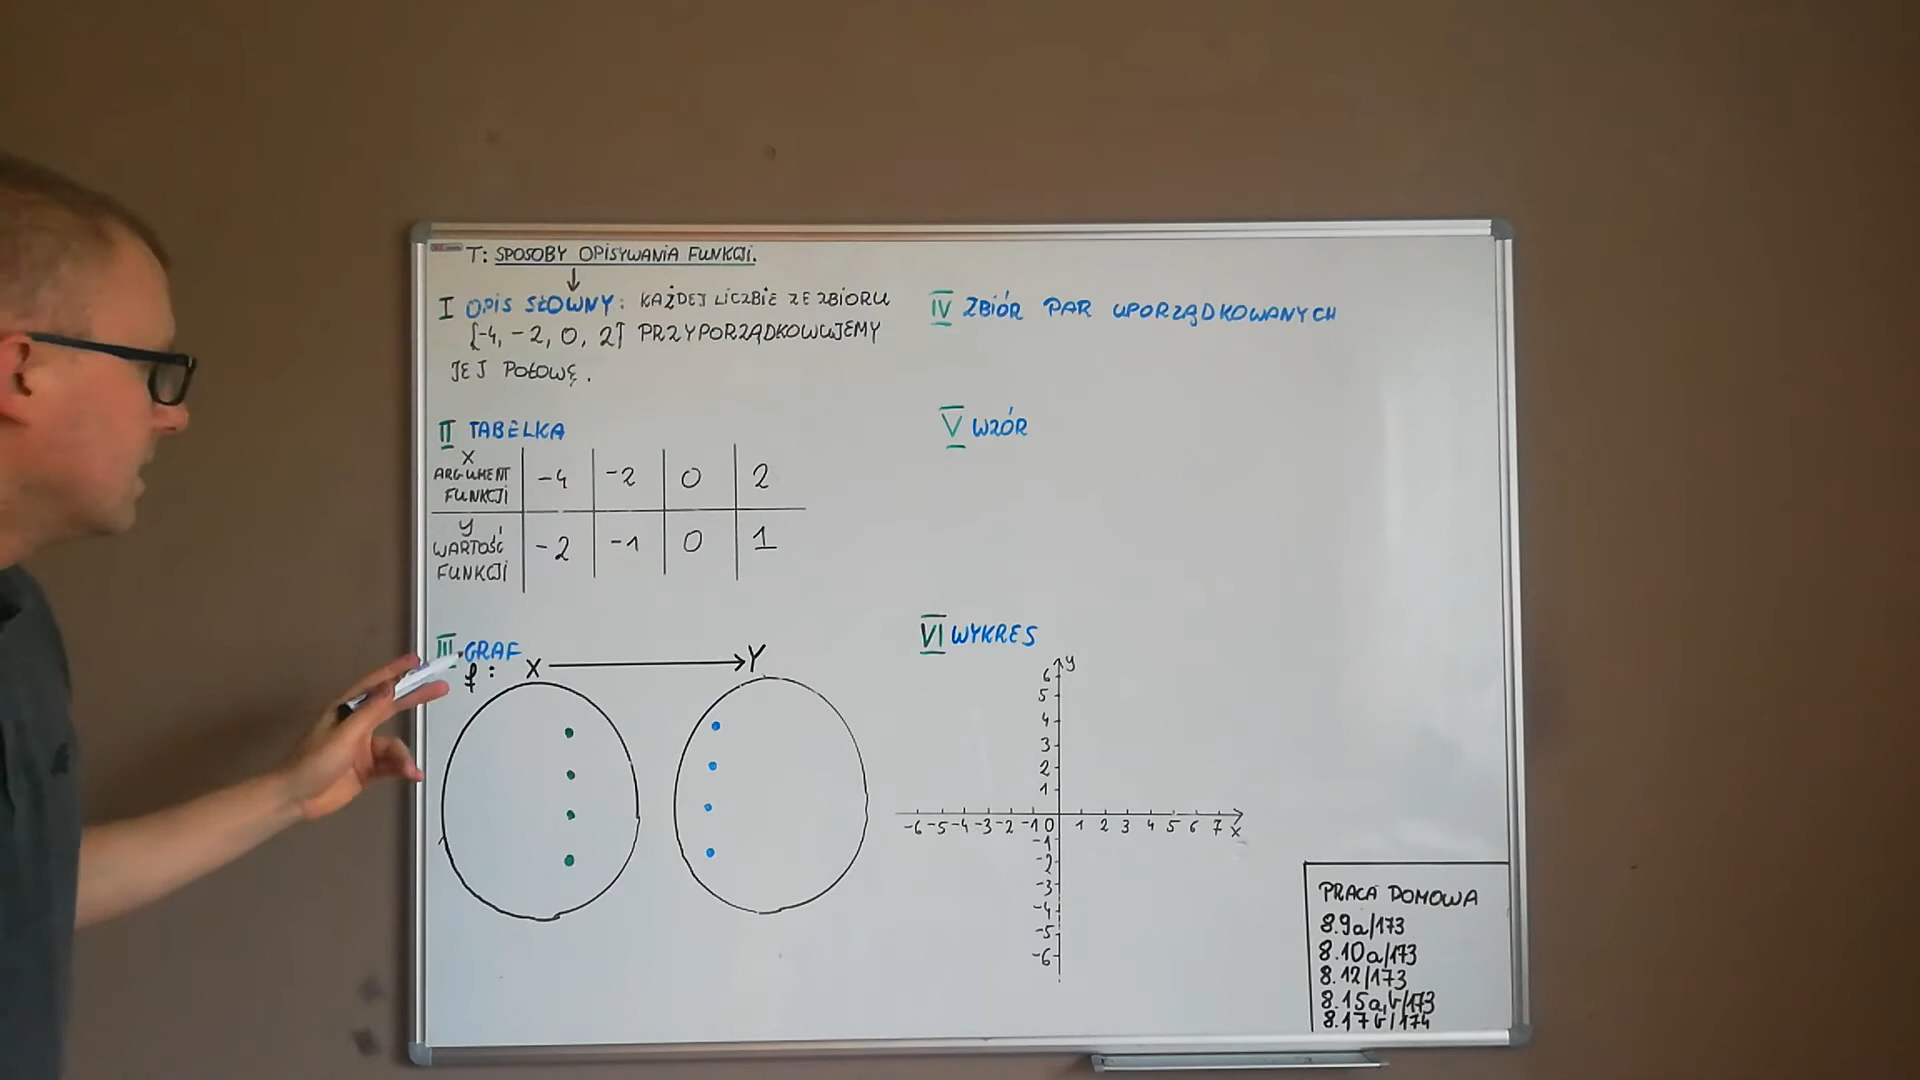 T: SPOSOBY OPISYWANIA FUNKCJI.
I OPIS SŁOWNY: KAŻDEJ LICZBIE ZE ZBIORU
{-4, -2, 0, 2} PRZYPORZĄDKOWUJEMY
JEJ POŁOWĘ.
II TABELKA
X ARGUMENT FUNKCJI -4 -2 0 2
y WARTOŚĆ FUNKCJI -2 -1 0 1
III GRAF
f: X Y
IV ZBIÓR PAR UPORZĄDKOWANYCH
V WZÓR
VI WYKRES
y
6
5
4
3
2
1
-6 -5 -4 -3 -2 -1 0 1 2 3 4 5 6 7 x
-1
-2
-3
-4
-5
-6
PRACA DOMOWA
8.9a/173
8.10a/173
8.12/173
8.15a,b/173
8.17b/174